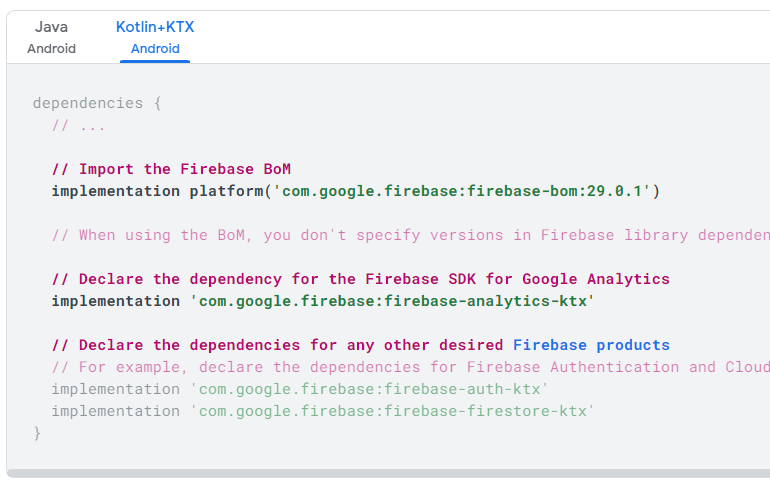 Java
Android
Kotlin+KTX
Android
dependencies {
// ...
// Import the Firebase BoM
implementation platform('com.google.firebase:firebase-bom:29.0.1')
// When using the BoM, you don't specify versions in Firebase library dependen
// Declare the dependency for the Firebase SDK for Google Analytics
implementation 'com.google.firebase:firebase-analytics-ktx'
// Declare the dependencies for any other desired Firebase products
// For example, declare the dependencies for Firebase Authentication and Cloud
implementation 'com.google.firebase:firebase-auth-ktx'
implementation 'com.google.firebase:firebase-firestore-ktx'
}